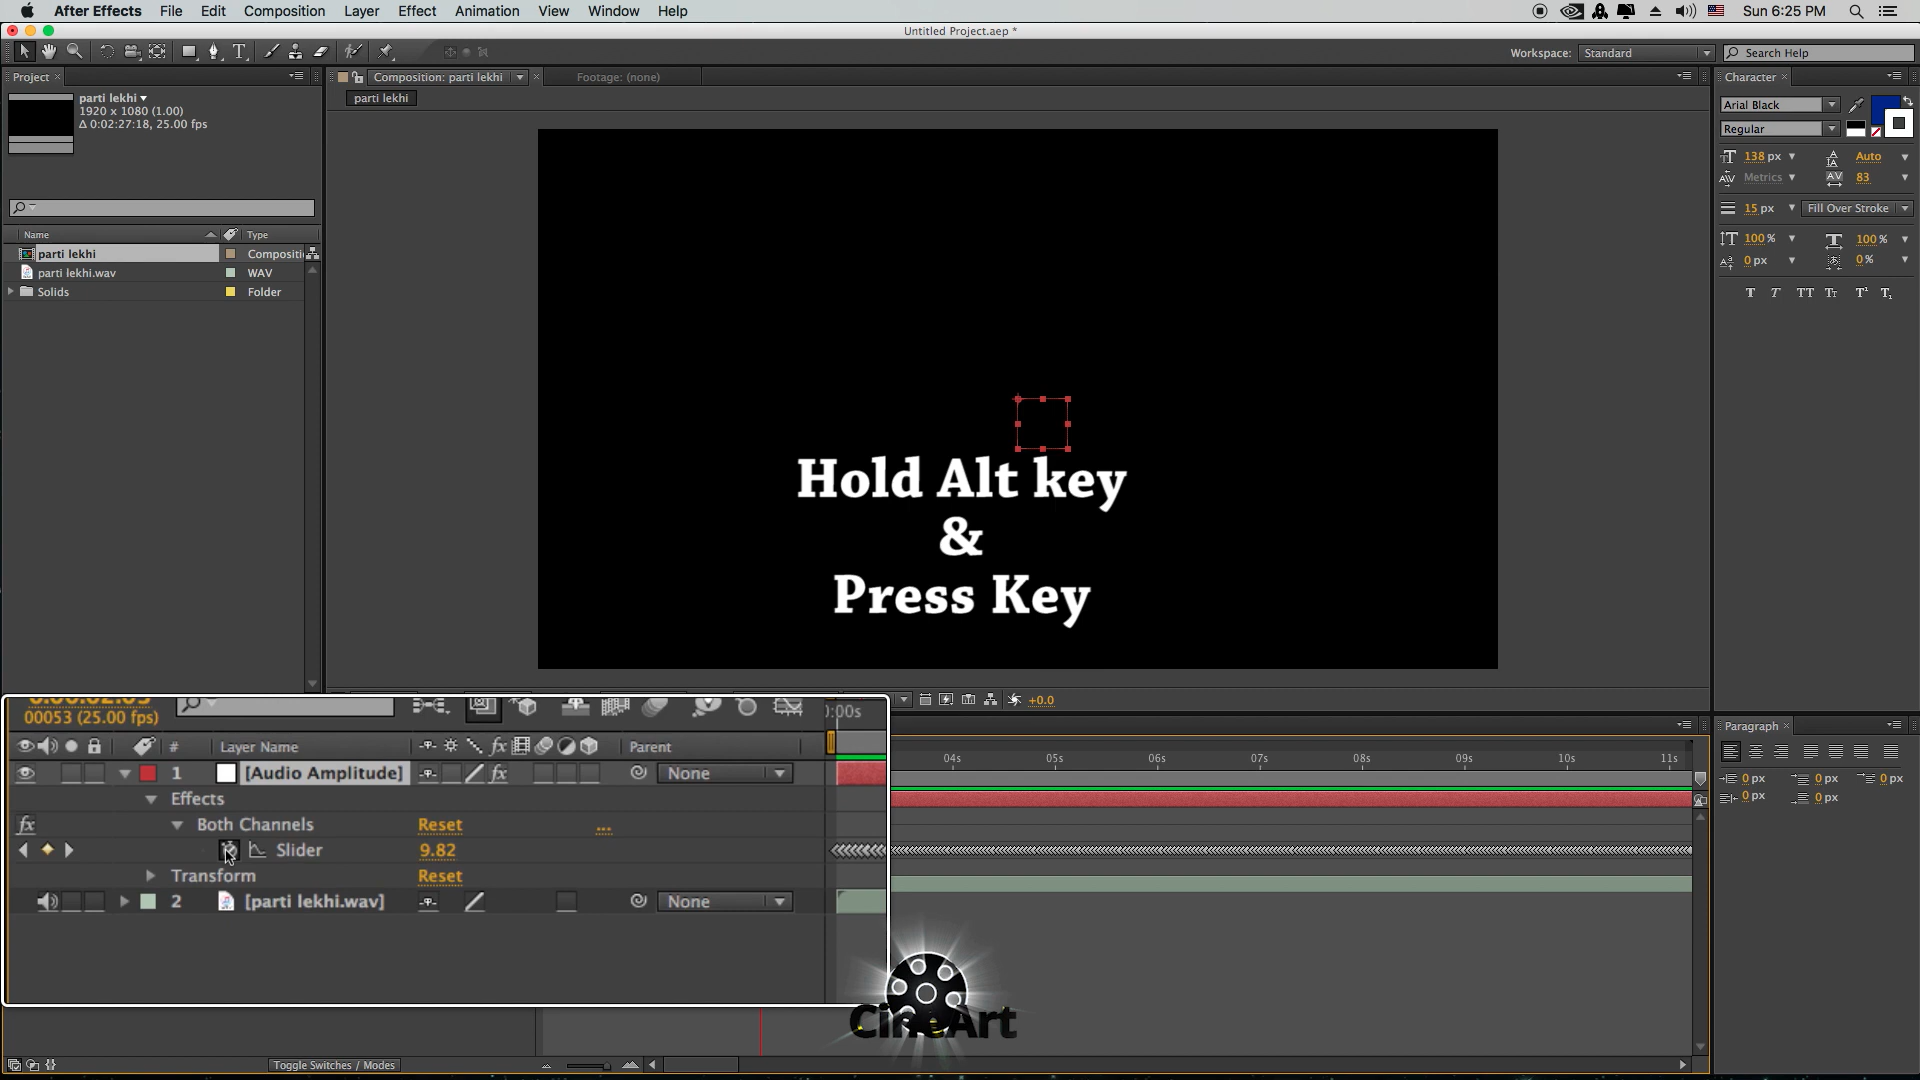 After Effects File Edit Composition Layer Effect Animation View Window Help
Sun 6:25 PM
Untitled Project.aep *
Workspace: Standard
Search Help
Project
Composition: parti lekhi
Footage: (none)
Character
parti lekhi
1920 x 1080 (1.00)
Δ 0:02:27:18, 25.00 fps
parti lekhi
Arial Black
Regular
138 px
Auto
Metrics
83
15 px
Fill Over Stroke
100 %
100 %
0 px
0 %
Name Type
parti lekhi Compositi
parti lekhi.wav WAV
Solids Folder
Hold Alt key
&
Press Key
+0.0
00053 (25.00 fps)
):00s
# Layer Name Parent
1 [Audio Amplitude] None
Effects
Both Channels Reset ...
Slider 9.82
Transform Reset
2 [parti lekhi.wav] None
04s 05s 06s 07s 08s 09s 10s 11s
Paragraph
0 px 0 px 0 px
0 px 0 px
CineArt
Toggle Switches / Modes